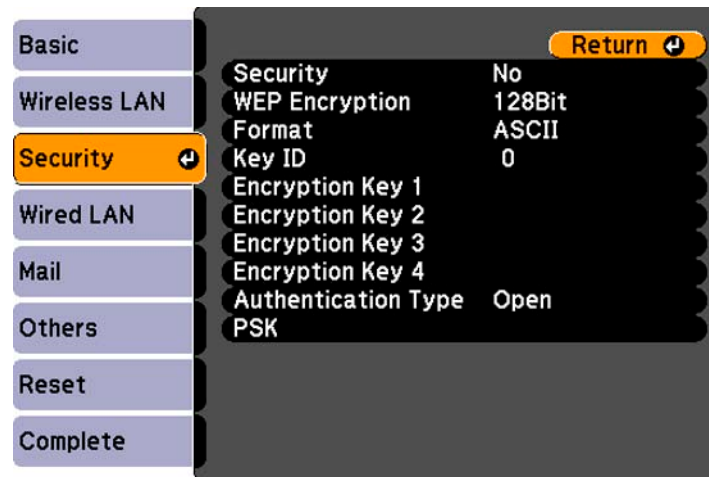 Basic
Wireless LAN
Security
Wired LAN
Mail
Others
Reset
Complete
Return
Security No
WEP Encryption 128Bit
Format ASCII
Key ID 0
Encryption Key 1
Encryption Key 2
Encryption Key 3
Encryption Key 4
Authentication Type Open
PSK